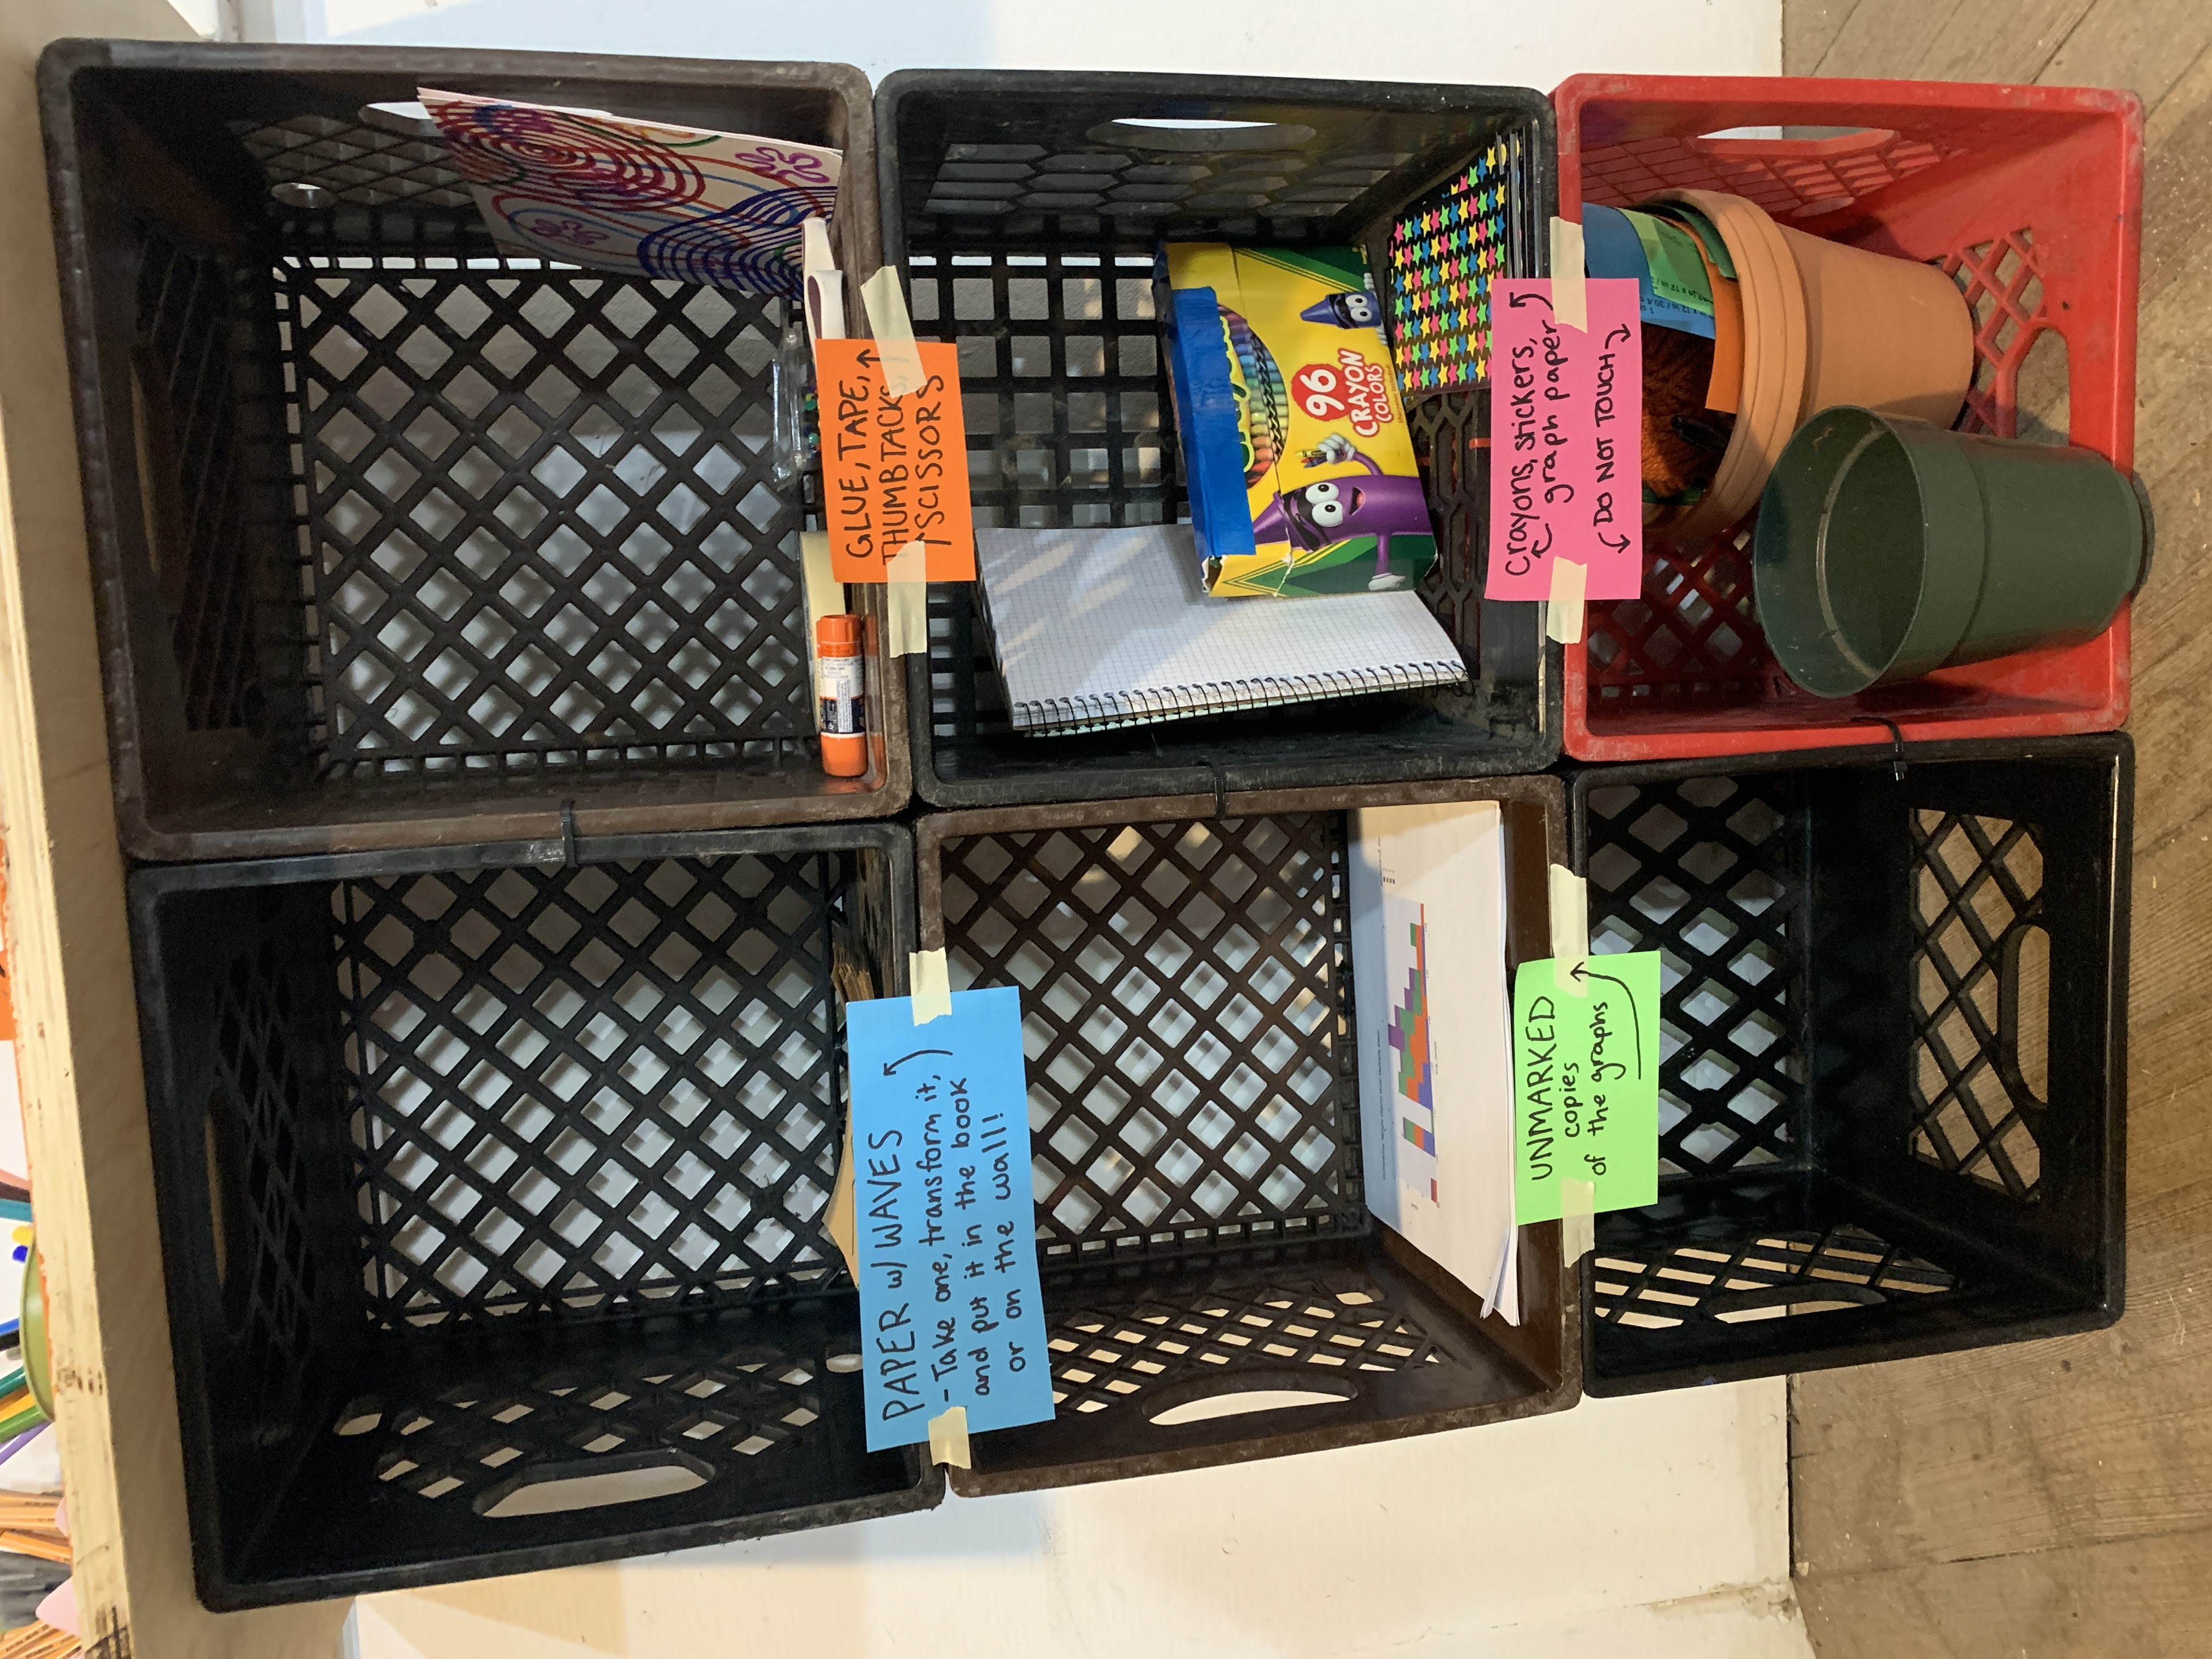 PAPER w/ WAVES
- Take one, transform it,
and put it in the book
or on the wall!
GLUE, TAPE,
THUMBTACKS,
SCISSORS
96
CRAYON
COLORS
UNMARKED
copies
of the graphs
Crayons, stickers,
graph paper
DO NOT TOUCH